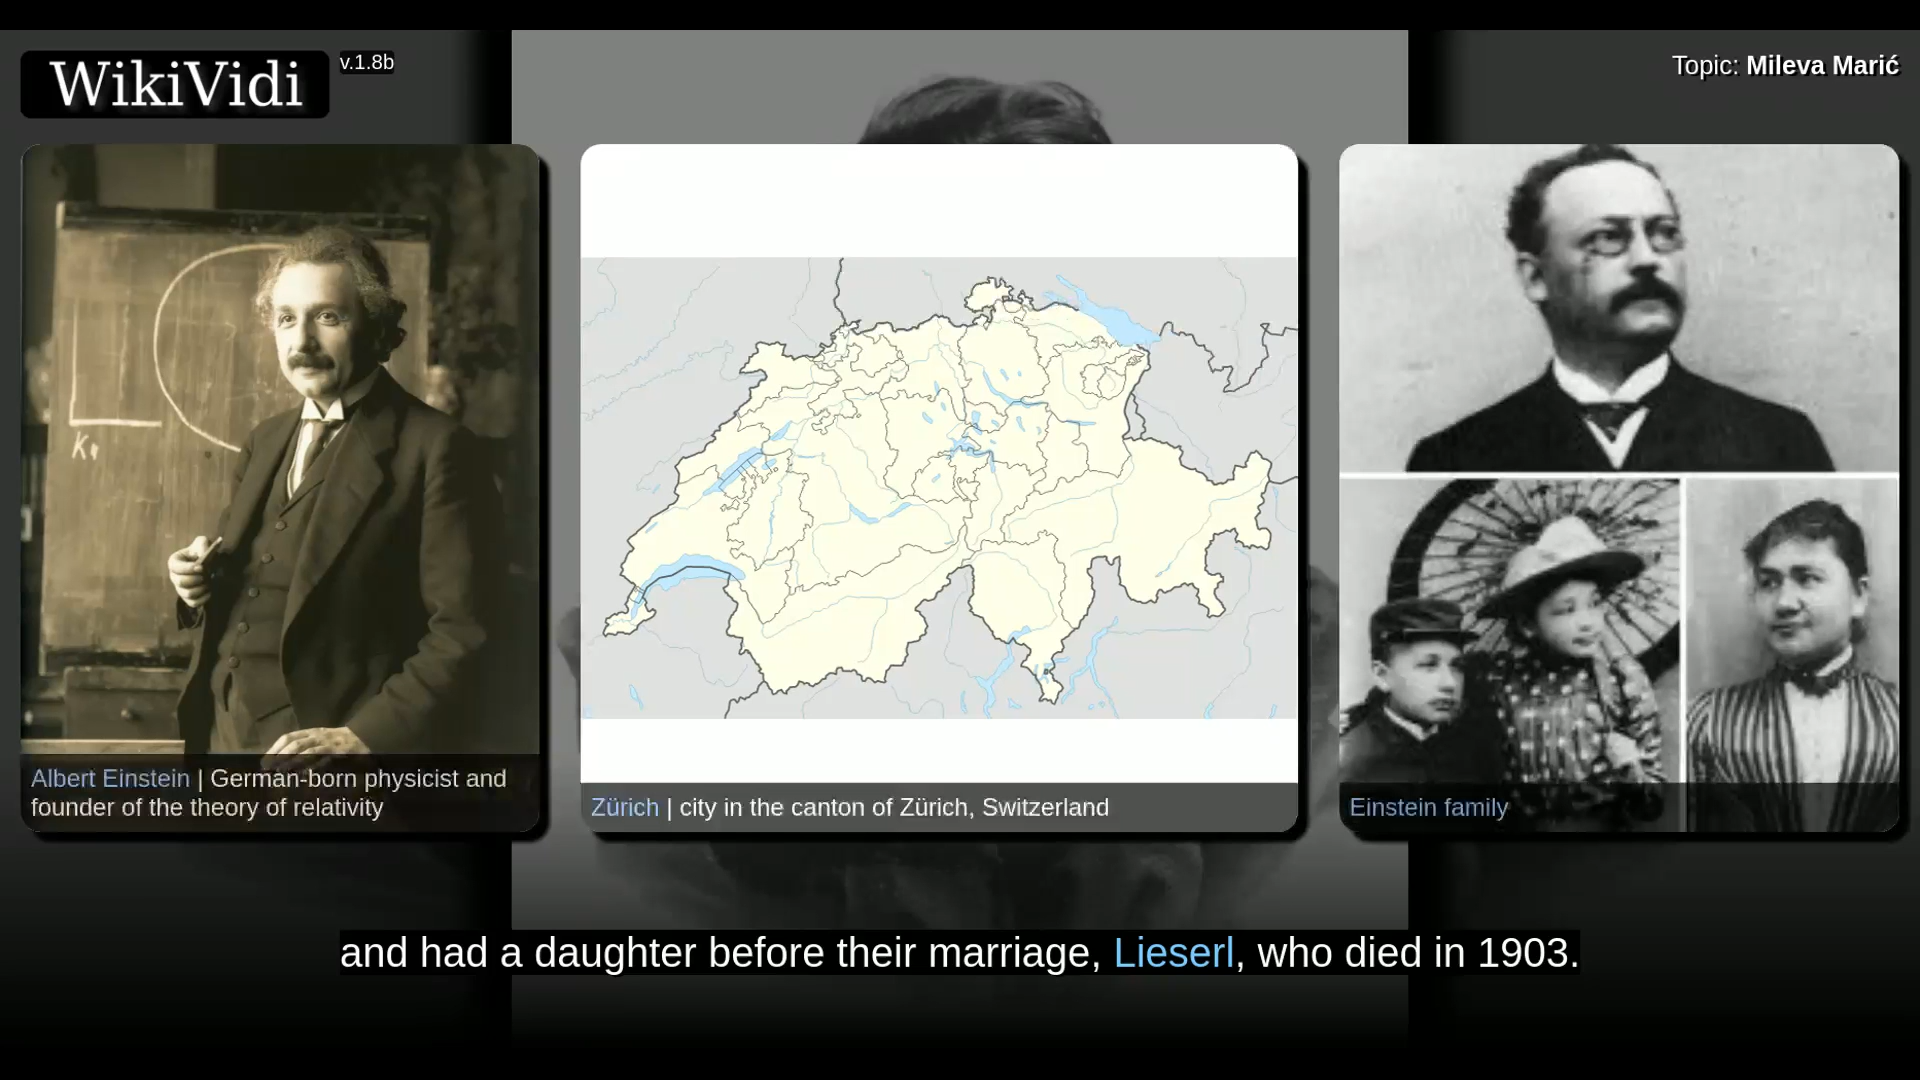 WikiVidi
v.1.8b
Topic: Mileva Marić
K
Albert Einstein | German-born physicist and
founder of the theory of relativity
Zürich | city in the canton of Zürich, Switzerland
Einstein family
and had a daughter before their marriage, Lieserl, who died in 1903.